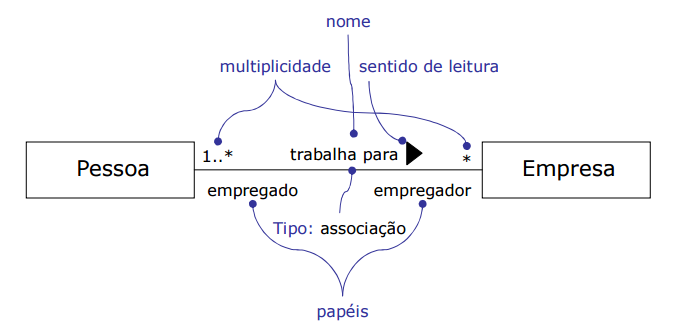 nome
multiplicidade
sentido de leitura
Pessoa
1..*
trabalha para
*
Empresa
empregado
empregador
Tipo: associação
papéis